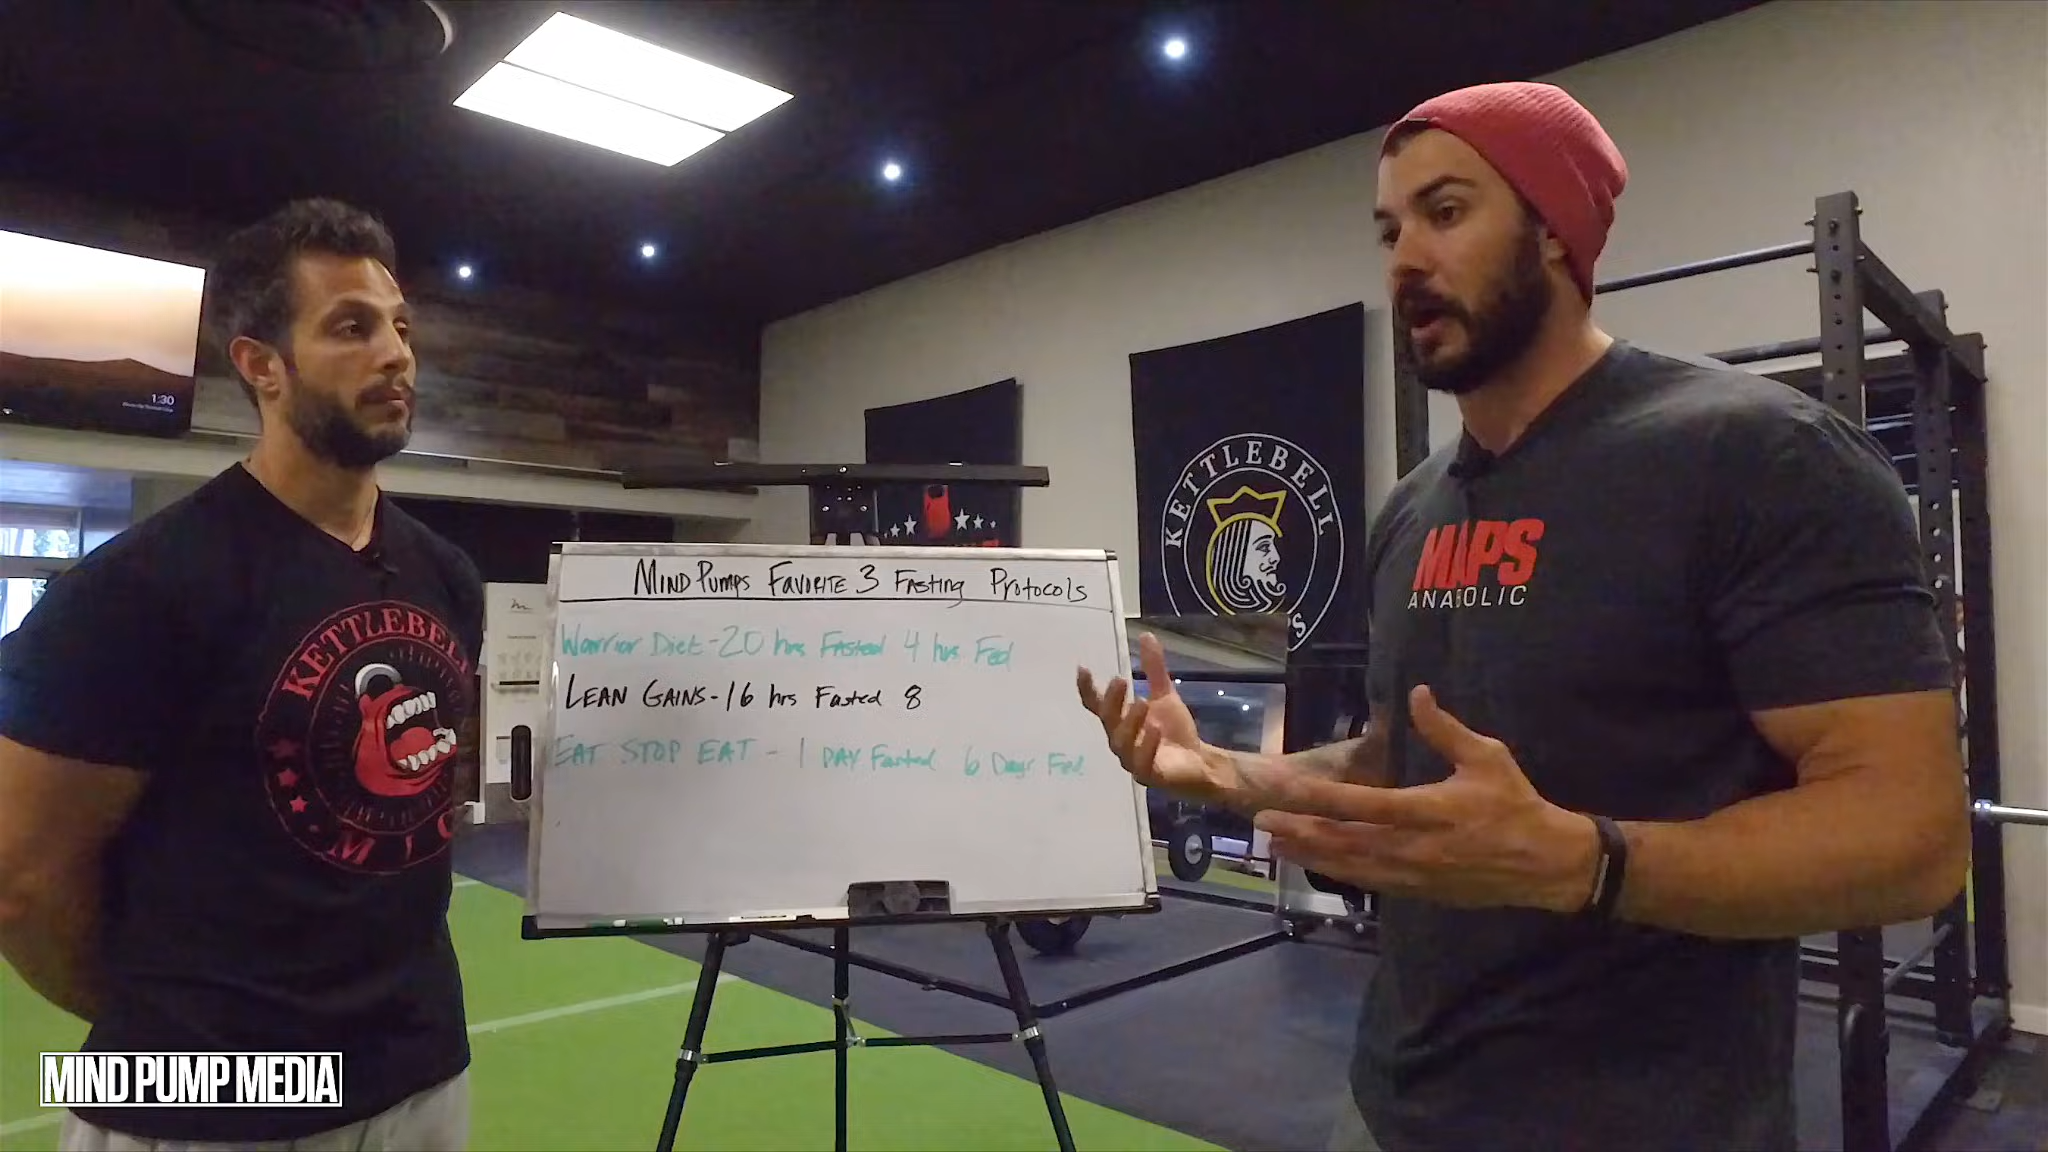 1:30
KETTLEBELL
KETTLEBELL
MIND PUMPS FAVORITE 3 FASTING PROTOCOLS
Warrior Diet - 20 hrs Fasted 4 hrs Fed
LEAN GAINS - 16 hrs Fasted 8
EAT STOP EAT - 1 DAY Fasted 6 Days Fed
MAPS
ANABOLIC
MIND PUMP MEDIA